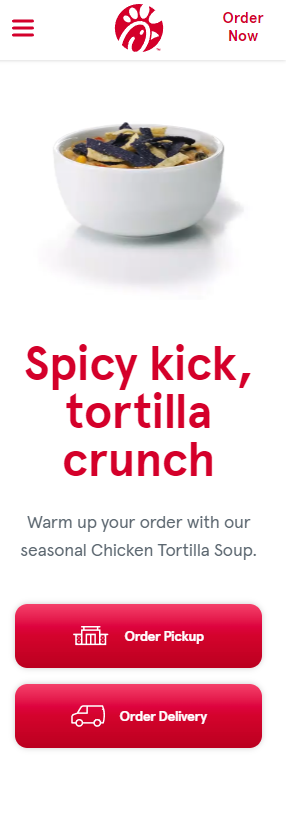 Order
Now
Spicy kick,
tortilla
crunch
Warm up your order with our
seasonal Chicken Tortilla Soup.
Order Pickup
Order Delivery